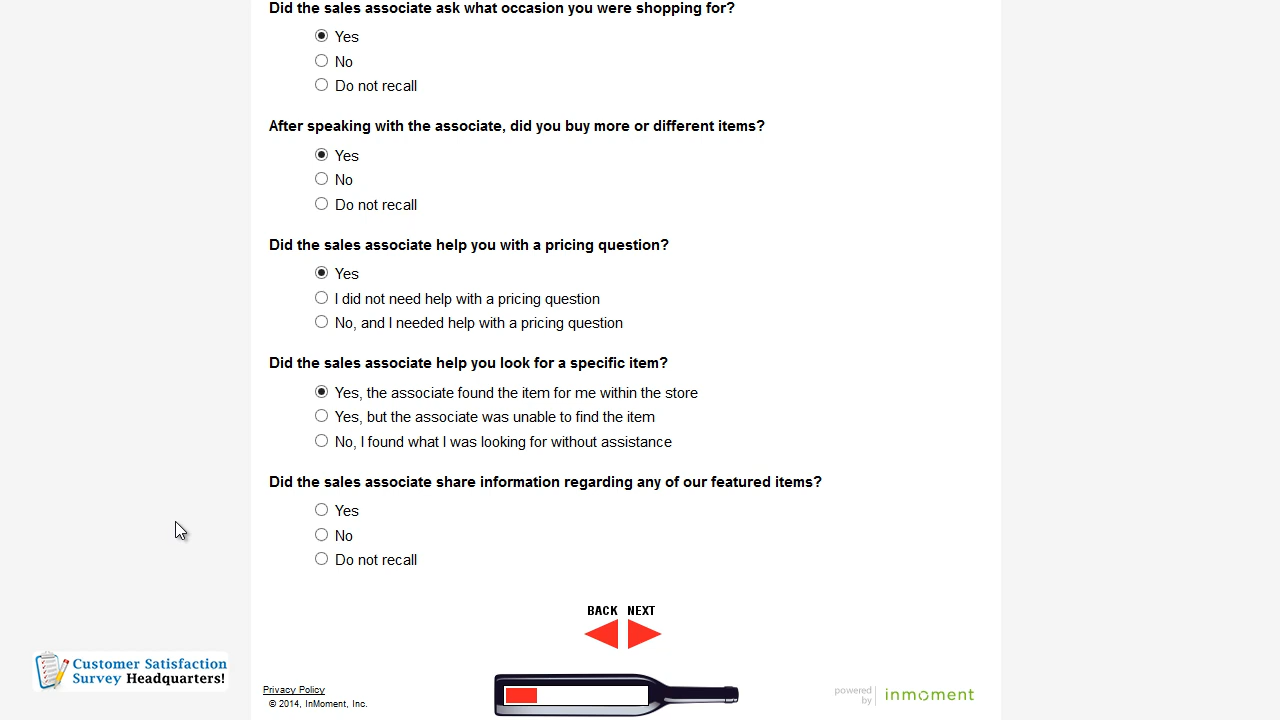 Did the sales associate ask what occasion you were shopping for?
Yes
No
Do not recall
After speaking with the associate, did you buy more or different items?
Yes
No
Do not recall
Did the sales associate help you with a pricing question?
Yes
I did not need help with a pricing question
No, and I needed help with a pricing question
Did the sales associate help you look for a specific item?
Yes, the associate found the item for me within the store
Yes, but the associate was unable to find the item
No, I found what I was looking for without assistance
Did the sales associate share information regarding any of our featured items?
Yes
No
Do not recall
BACK NEXT
Customer Satisfaction
Survey Headquarters!
Privacy Policy
© 2014, InMoment, Inc.
powered
by
inmoment